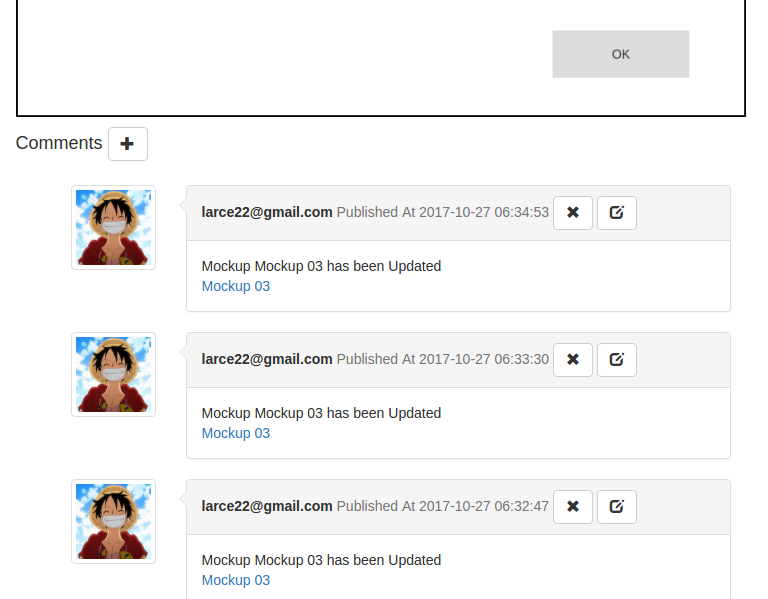 OK
Comments
larce22@gmail.com Published At 2017-10-27 06:34:53
Mockup Mockup 03 has been Updated
Mockup 03
larce22@gmail.com Published At 2017-10-27 06:33:30
Mockup Mockup 03 has been Updated
Mockup 03
larce22@gmail.com Published At 2017-10-27 06:32:47
Mockup Mockup 03 has been Updated
Mockup 03